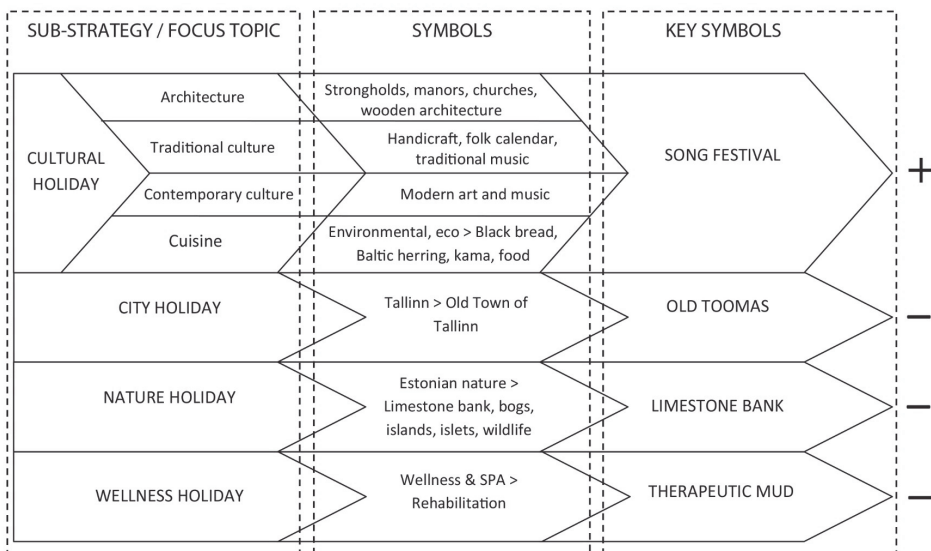 SUB-STRATEGY / FOCUS TOPIC
SYMBOLS
KEY SYMBOLS
CULTURAL
HOLIDAY
Architecture
Strongholds, manors, churches,
wooden architecture
Traditional culture
Handicraft, folk calendar,
traditional music
Contemporary culture
Modern art and music
Cuisine
Environmental, eco > Black bread,
Baltic herring, kama, food
SONG FESTIVAL
+
CITY HOLIDAY
Tallinn > Old Town of
Tallinn
OLD TOOMAS
–
NATURE HOLIDAY
Estonian nature >
Limestone bank, bogs,
islands, islets, wildlife
LIMESTONE BANK
–
WELLNESS HOLIDAY
Wellness & SPA >
Rehabilitation
THERAPEUTIC MUD
–